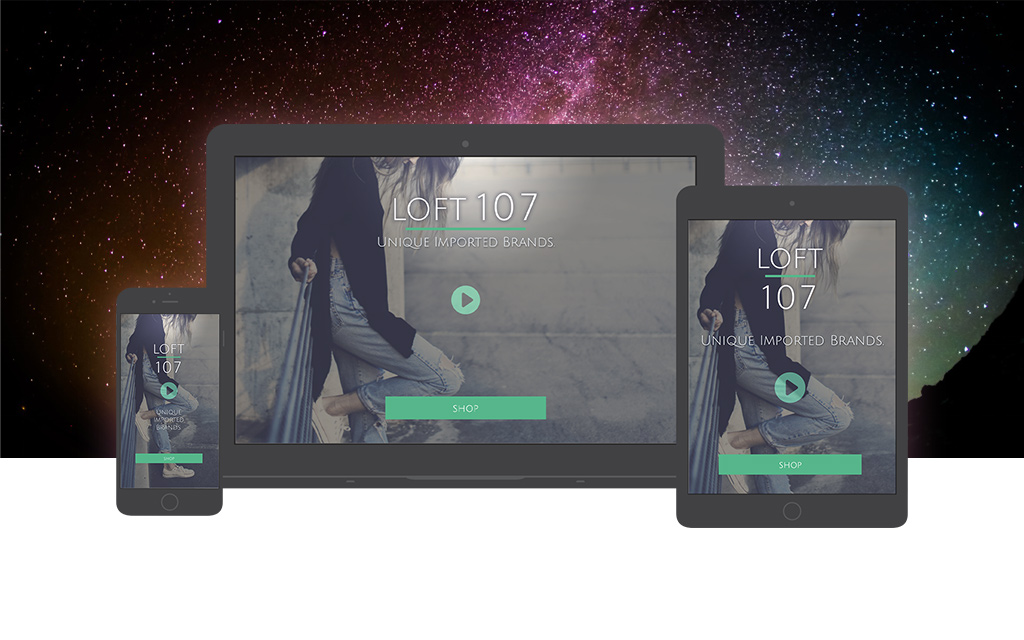 LOFT 107
UNIQUE IMPORTED BRANDS.
SHOP
LOFT
107
UNIQUE IMPORTED BRANDS.
SHOP
LOFT
107
UNIQUE
IMPORTED
BRANDS.
SHOP